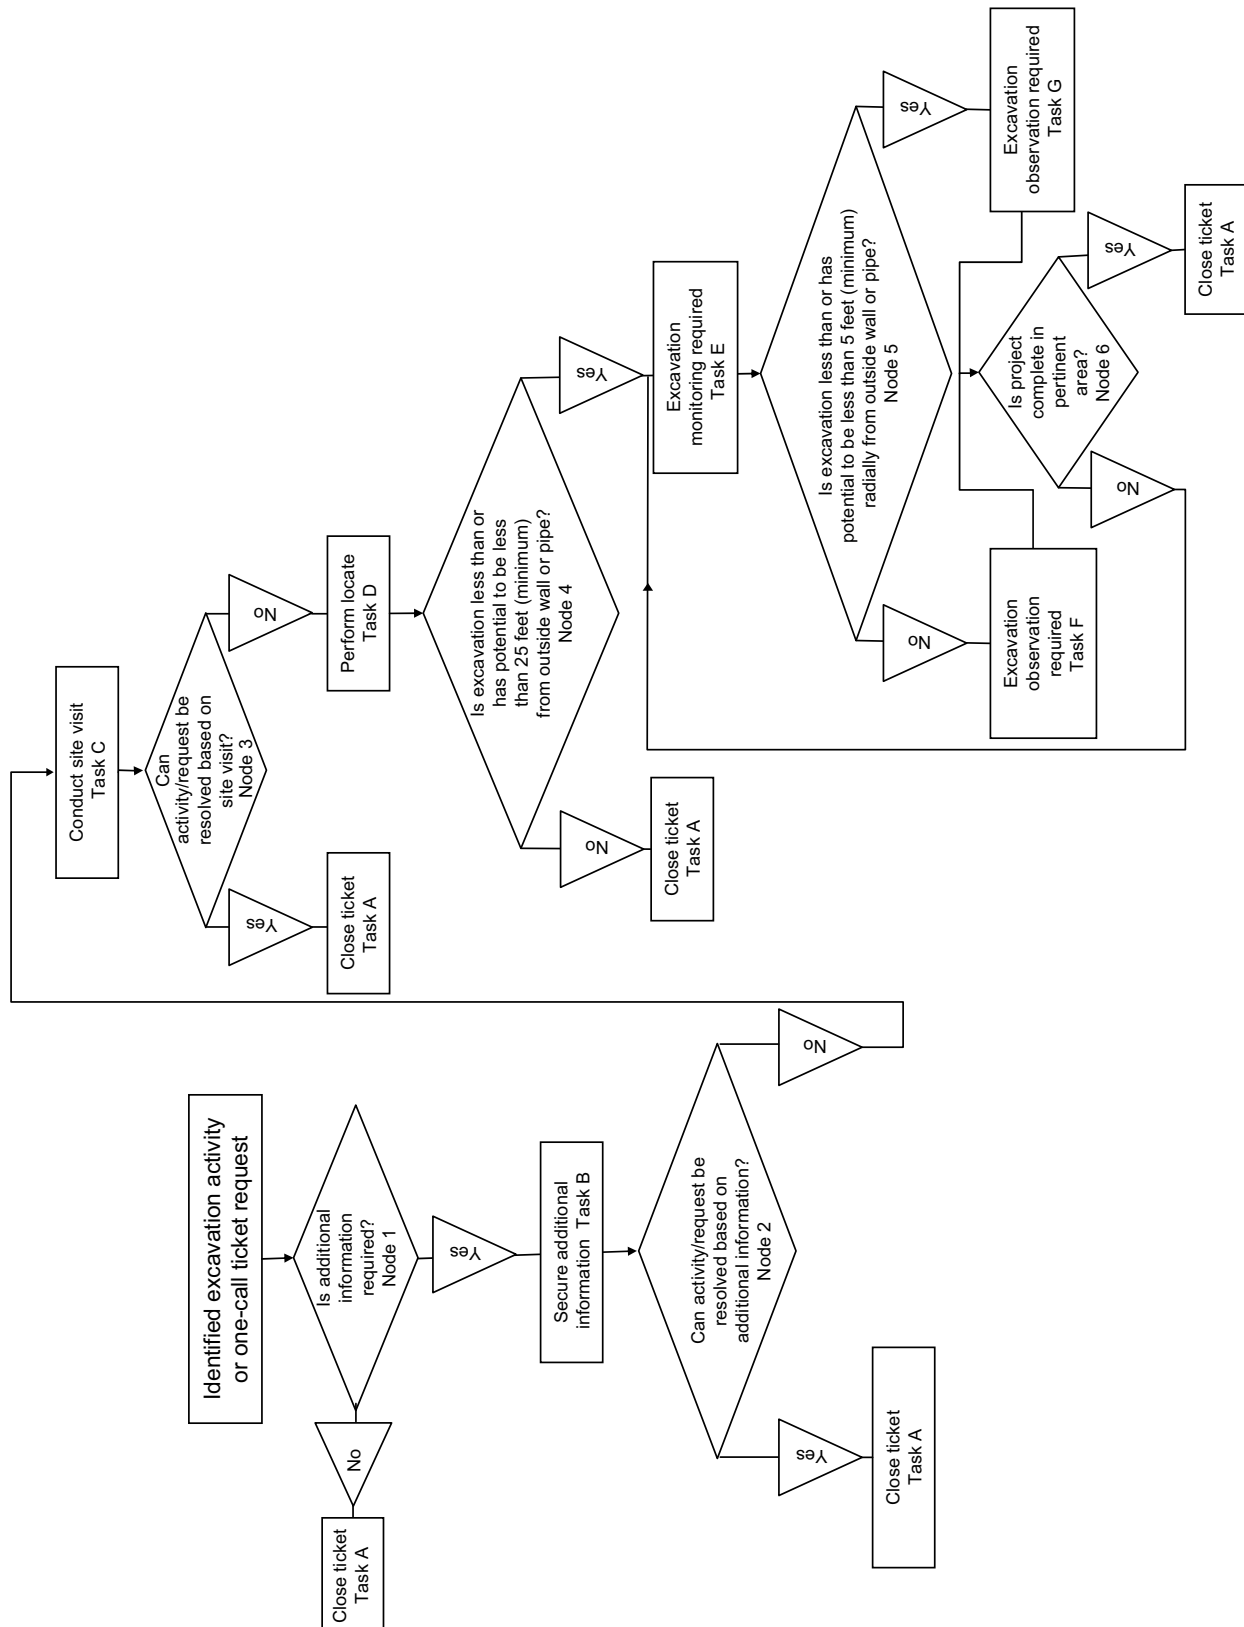 Identified excavation activity
or one-call ticket request
Is additional
information
required?
Node 1
No
Close ticket
Task A
Yes
Secure additional
information Task B
Can activity/request be
resolved based on
additional information?
Node 2
Yes
Close ticket
Task A
No
Conduct site visit
Task C
Can
activity/request be
resolved based on
site visit?
Node 3
Yes
Close ticket
Task A
No
Perform locate
Task D
Is excavation less than or
has potential to be less
than 25 feet (minimum)
from outside wall or pipe?
Node 4
No
Close ticket
Task A
Yes
Excavation
monitoring required
Task E
Is excavation less than or has
potential to be less than 5 feet (minimum)
radially from outside wall or pipe?
Node 5
No
Excavation
observation
required
Task F
Yes
Excavation
observation required
Task G
Is project
complete in
pertinent
area?
Node 6
No
Yes
Close ticket
Task A